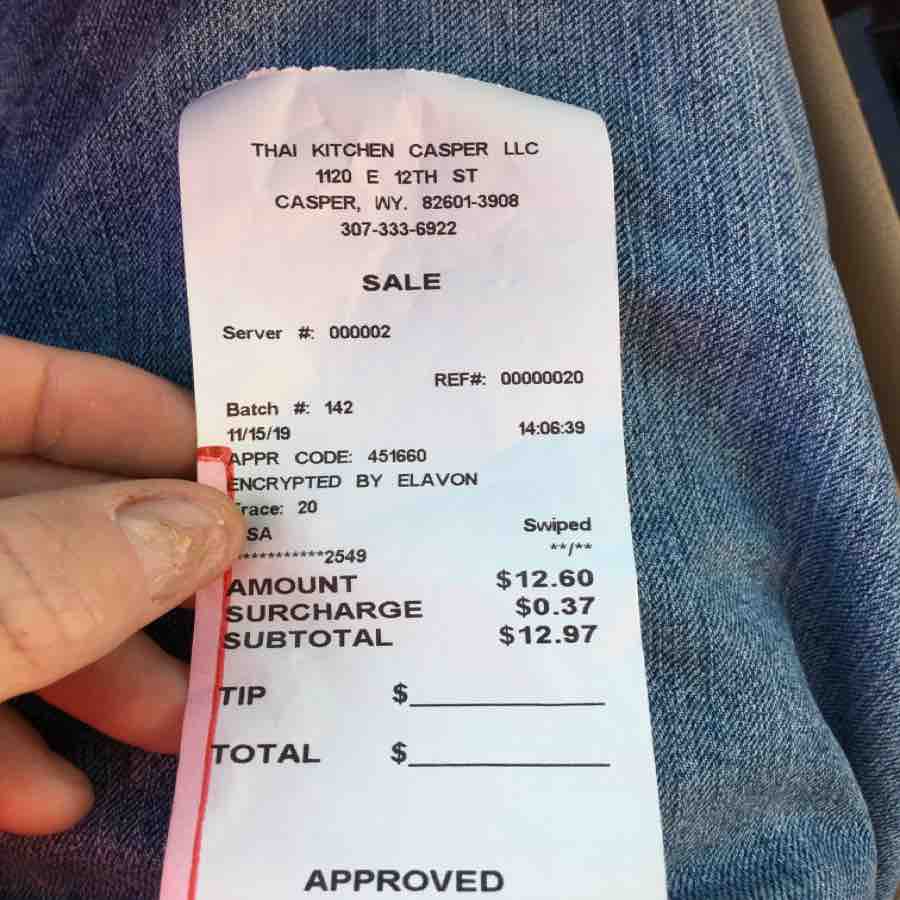 THAI KITCHEN CASPER LLC
1120 E 12TH ST
CASPER, WY. 82601-3908
307-333-6922
SALE
Server #: 000002
REF#: 00000020
Batch #: 142
11/15/19 14:06:39
APPR CODE: 451660
ENCRYPTED BY ELAVON
race: 20
SA Swiped
***********2549 **/**
AMOUNT $12.60
SURCHARGE $0.37
SUBTOTAL $12.97
TIP $
TOTAL $
APPROVED